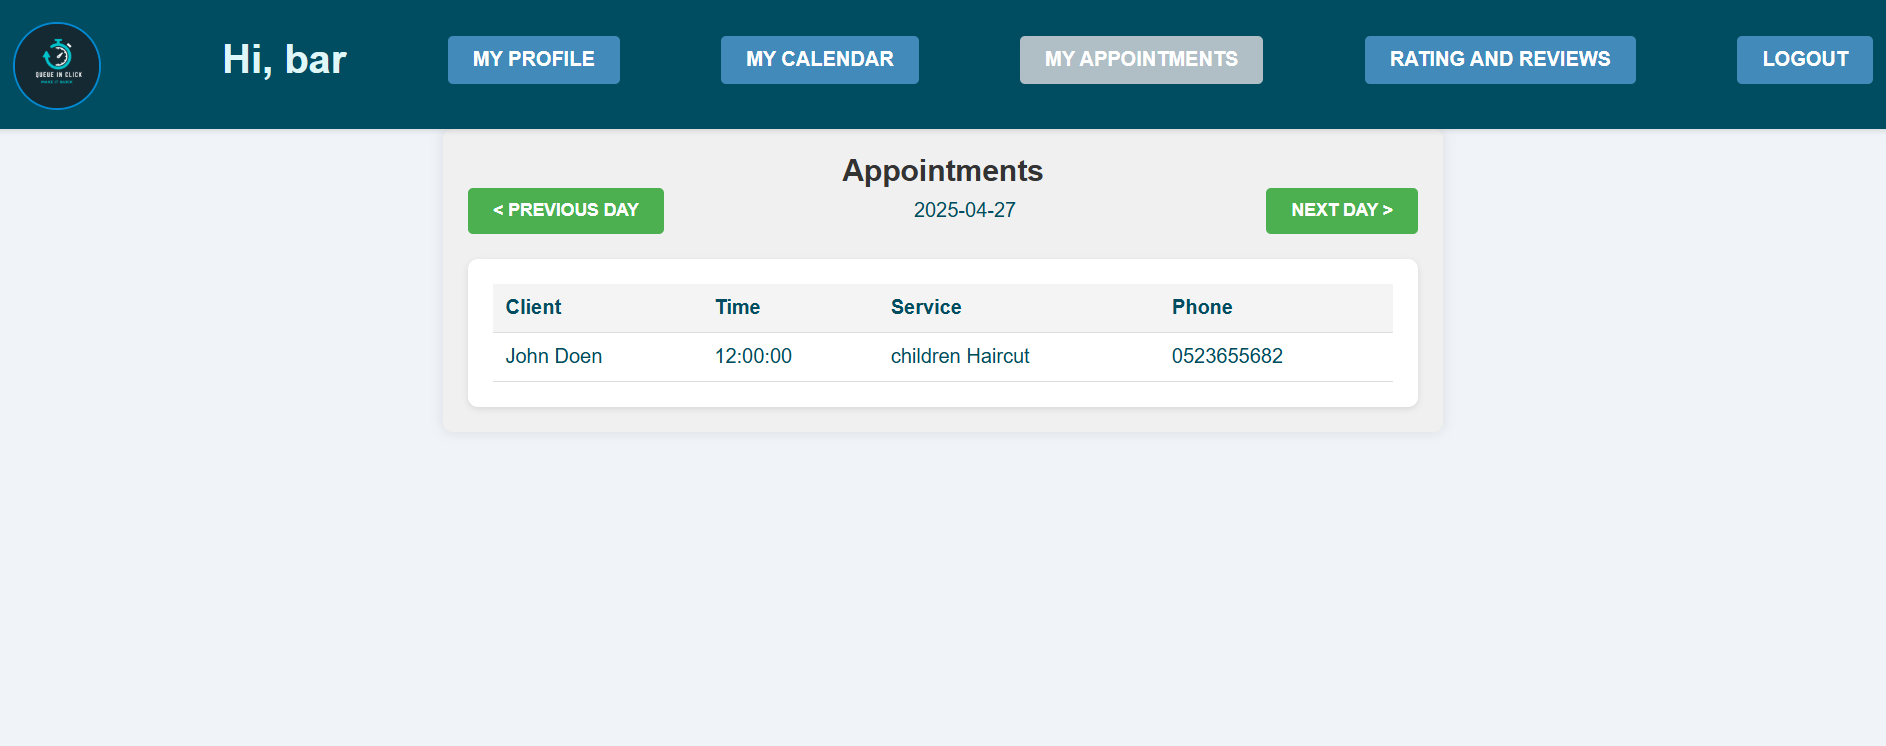 QUEUE IN CLICK
Hi, bar
MY PROFILE
MY CALENDAR
MY APPOINTMENTS
RATING AND REVIEWS
LOGOUT
Appointments
< PREVIOUS DAY
2025-04-27
NEXT DAY >
Client Time Service Phone
John Doen 12:00:00 children Haircut 0523655682